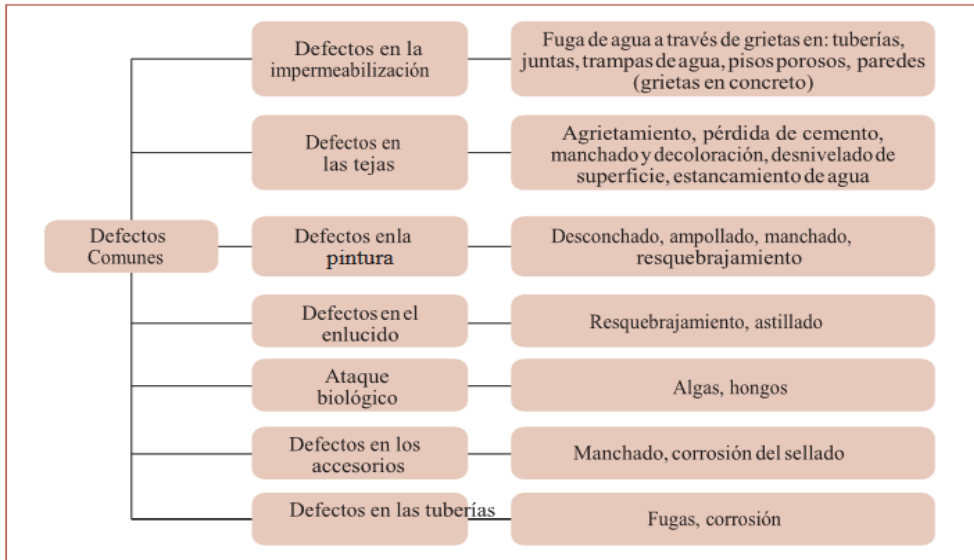 Defectos
Comunes
Defectos en la
impermeabilización
Fuga de agua a través de grietas en: tuberías,
juntas, trampas de agua, pisos porosos, paredes
(grietas en concreto)
Defectos en
las tejas
Agrietamiento, pérdida de cemento,
manchado y decoloración, desnivelado de
superficie, estancamiento de agua
Defectos enla
pintura
Desconchado, ampollado, manchado,
resquebrajamiento
Defectos en el
enlucido
Resquebrajamiento, astillado
Ataque
biológico
Algas, hongos
Defectos en los
accesorios
Manchado, corrosión del sellado
Defectos en las tuberías
Fugas, corrosión